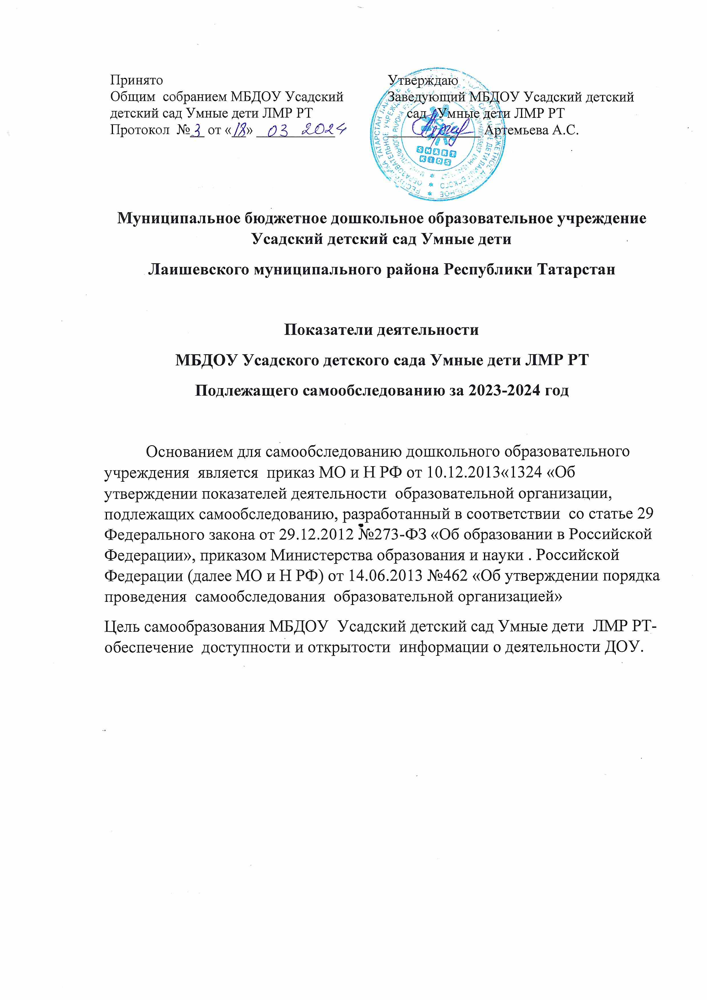 Принято
Общим собранием МБДОУ Усадский
детский сад Умные дети ЛМР РТ
Протокол №3 от «18» 03 2024
Утверждаю
Заведующий МБДОУ Усадский детский
сад Умные дети ЛМР РТ
Артемьева А.С.
SMART
KIDS
Муниципальное бюджетное дошкольное образовательное учреждение
Усадский детский сад Умные дети
Лаишевского муниципального района Республики Татарстан
Показатели деятельности
МБДОУ Усадского детского сада Умные дети ЛМР РТ
Подлежащего самообследованию за 2023-2024 год
Основанием для самообследованию дошкольного образовательного
учреждения является приказ МО и Н РФ от 10.12.2013«1324 «Об
утверждении показателей деятельности образовательной организации,
подлежащих самообследованию, разработанный в соответствии со статье 29
Федерального закона от 29.12.2012 №273-ФЗ «Об образовании в Российской
Федерации», приказом Министерства образования и науки . Российской
Федерации (далее МО и Н РФ) от 14.06.2013 №462 «Об утверждении порядка
проведения самообследования образовательной организацией»
Цель самообразования МБДОУ Усадский детский сад Умные дети ЛМР РТ-
обеспечение доступности и открытости информации о деятельности ДОУ.